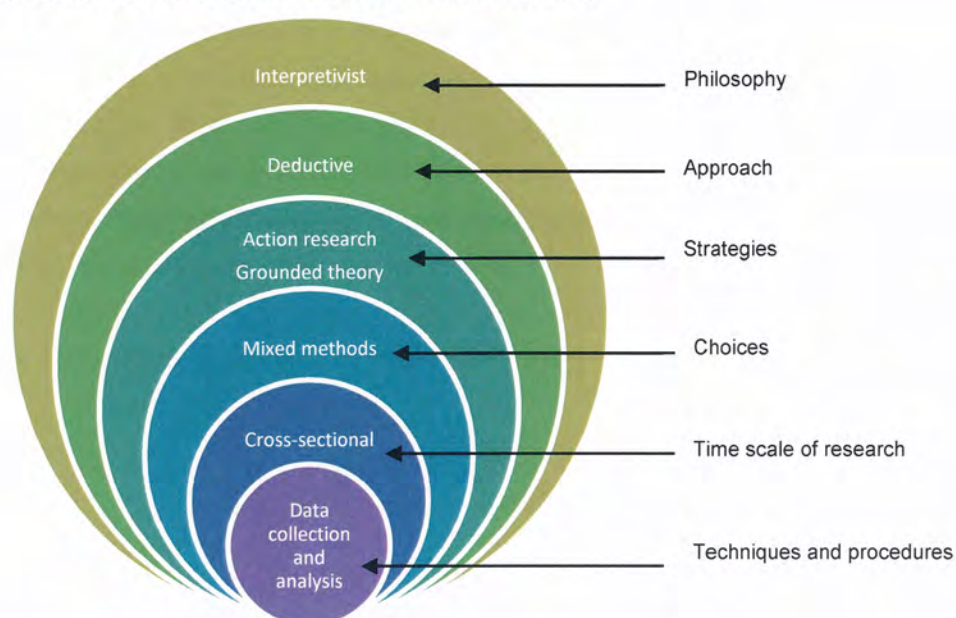 Interpretivist
Philosophy
Deductive
Approach
Action research
Strategies
Grounded theory
Mixed methods
Choices
Cross-sectional
Time scale of research
Data
collection
and
analysis
Techniques and procedures